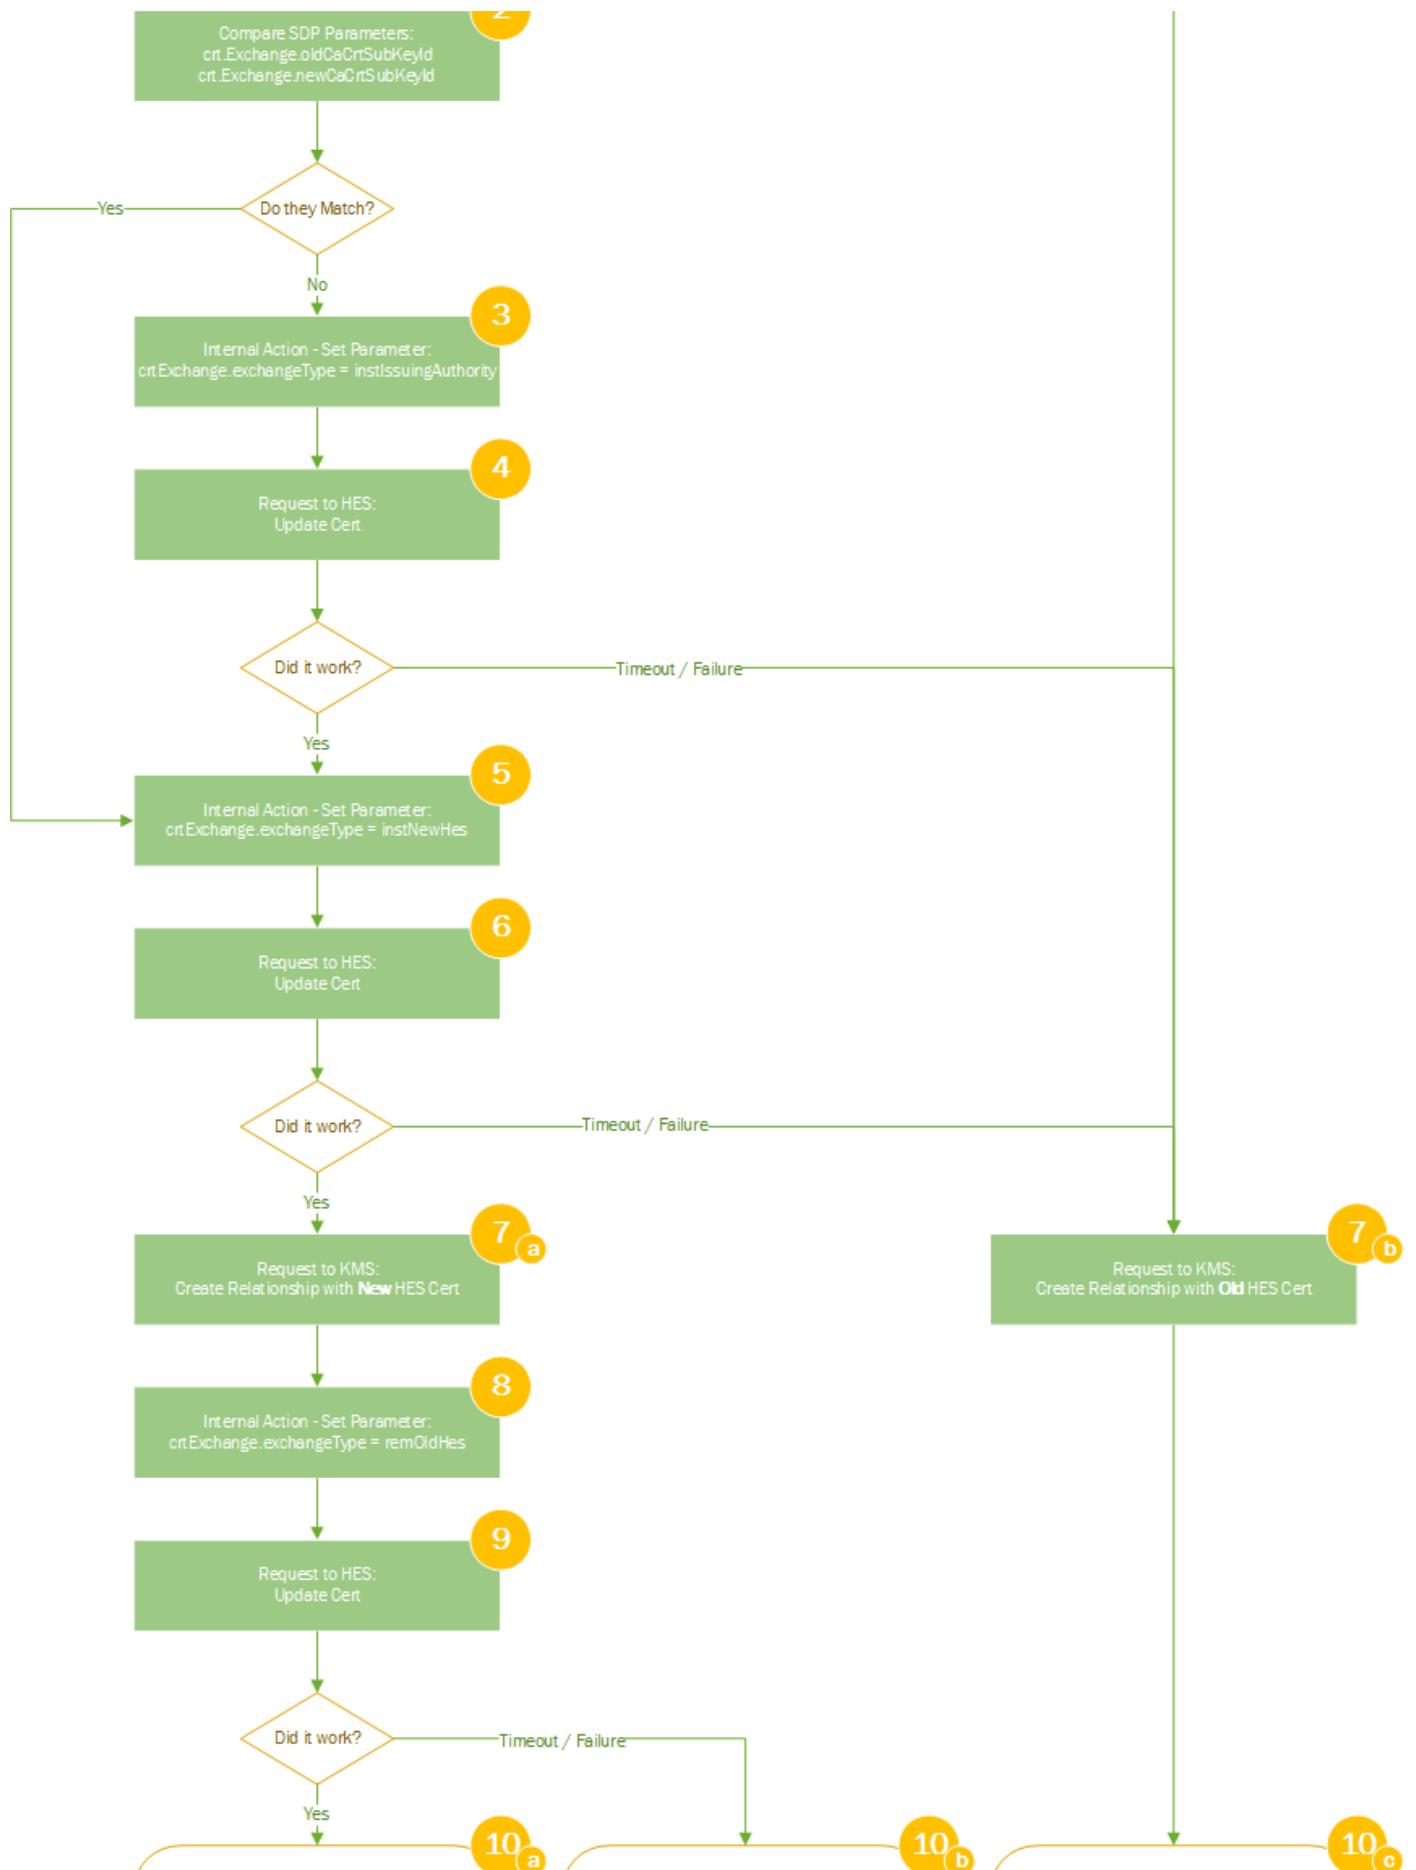 2
Compare SDP Parameters:
crt.Exchange.oldCaCrtSubKeyId
crt.Exchange.newCaCrtSubKeyId
Yes
Do they Match?
No
3
Internal Action - Set Parameter:
crtExchange.exchangeType = instIssuingAuthority
4
Request to HES:
Update Cert
Did it work?
Timeout / Failure
Yes
5
Internal Action - Set Parameter:
crtExchange.exchangeType = instNewHes
6
Request to HES:
Update Cert
Did it work?
Timeout / Failure
Yes
7
a
Request to KMS:
Create Relationship with New HES Cert
7
b
Request to KMS:
Create Relationship with Old HES Cert
8
Internal Action - Set Parameter:
crtExchange.exchangeType = remOldHes
9
Request to HES:
Update Cert
Did it work?
Timeout / Failure
Yes
10
a
10
b
10
c